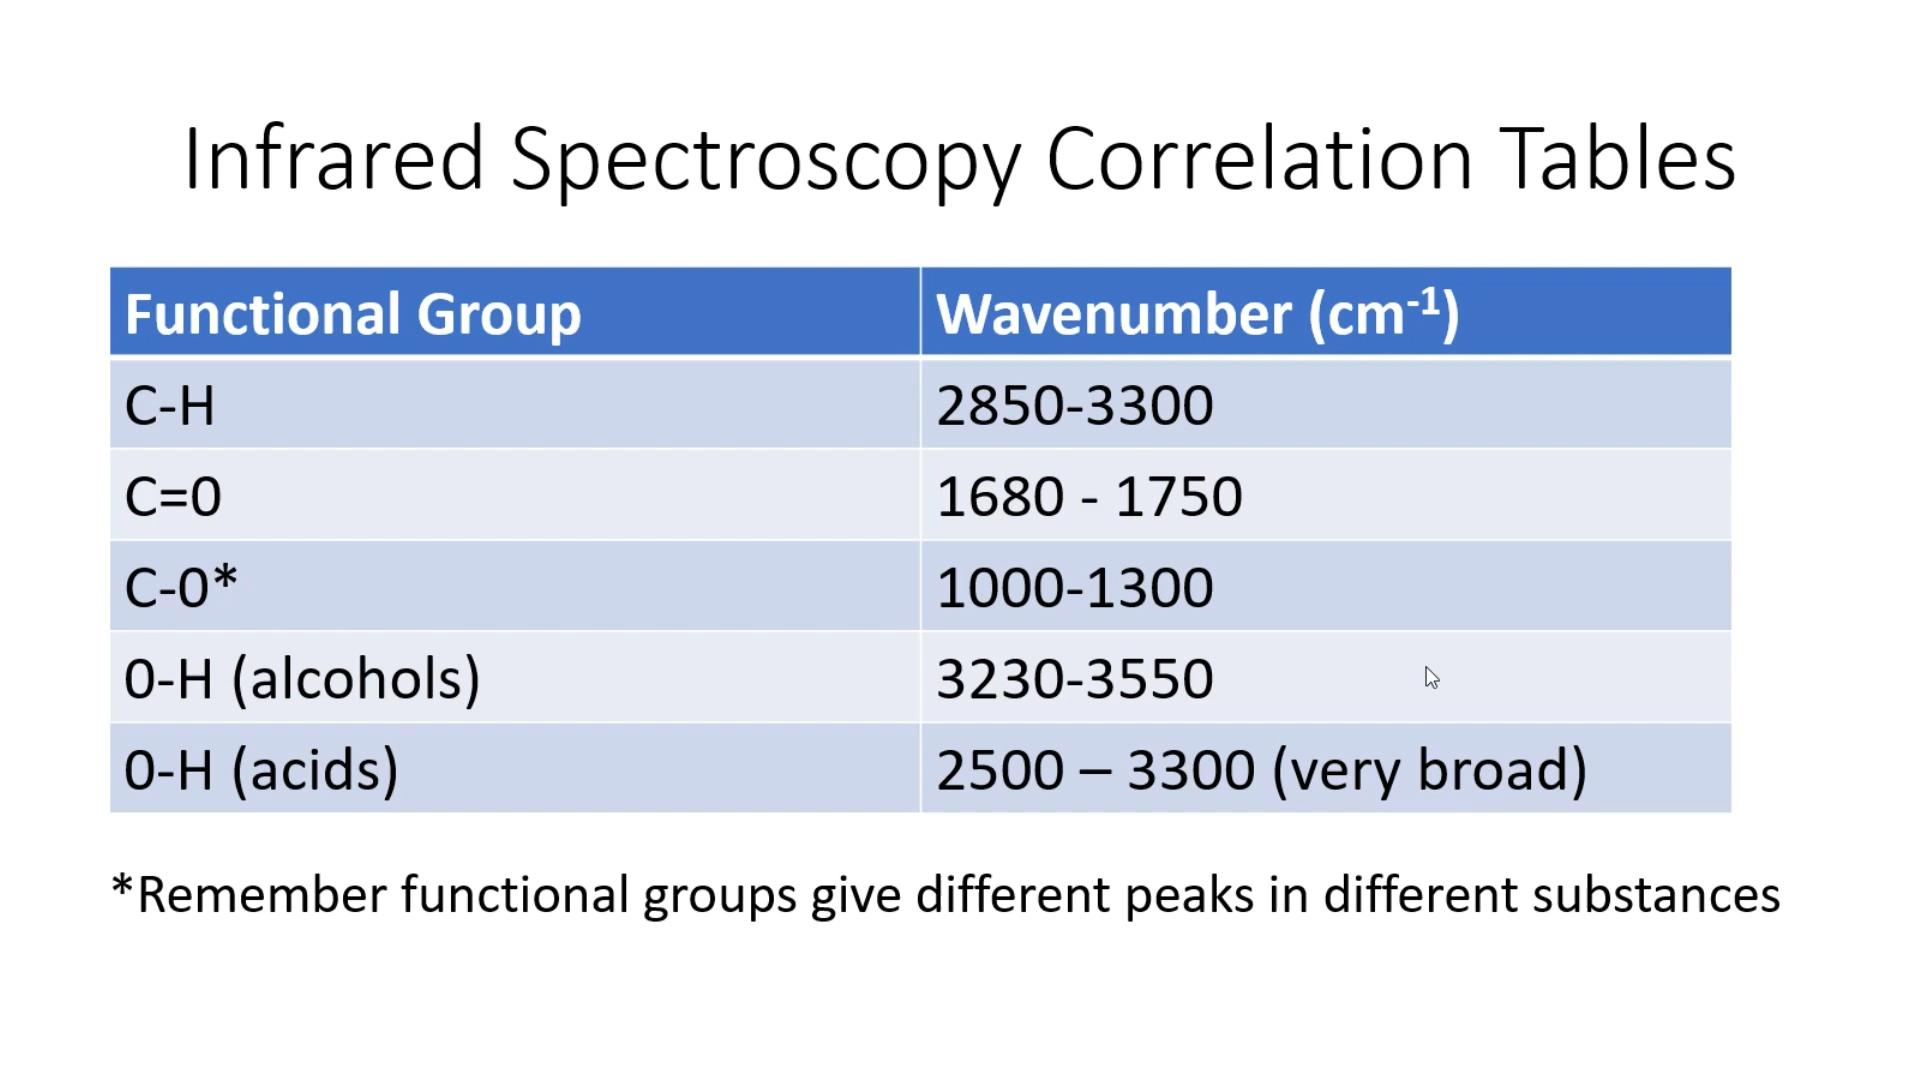 Infrared Spectroscopy Correlation Tables
Functional Group Wavenumber (cm⁻¹)
C-H 2850-3300
C=0 1680 - 1750
C-0* 1000-1300
0-H (alcohols) 3230-3550
0-H (acids) 2500 – 3300 (very broad)
*Remember functional groups give different peaks in different substances